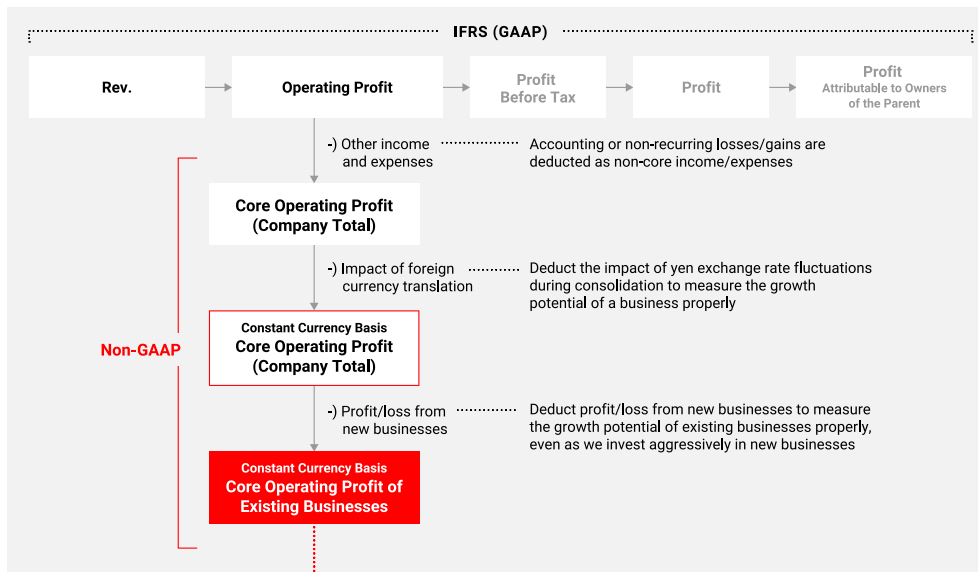 IFRS (GAAP)
Rev.
Operating Profit
Profit
Before Tax
Profit
Profit
Attributable to Owners
of the Parent
-) Other income
and expenses
Accounting or non-recurring losses/gains are
deducted as non-core income/expenses
Core Operating Profit
(Company Total)
-) Impact of foreign
currency translation
Deduct the impact of yen exchange rate fluctuations
during consolidation to measure the growth
potential of a business properly
Non-GAAP
Constant Currency Basis
Core Operating Profit
(Company Total)
-) Profit/loss from
new businesses
Deduct profit/loss from new businesses to measure
the growth potential of existing businesses properly,
even as we invest aggressively in new businesses
Constant Currency Basis
Core Operating Profit of
Existing Businesses